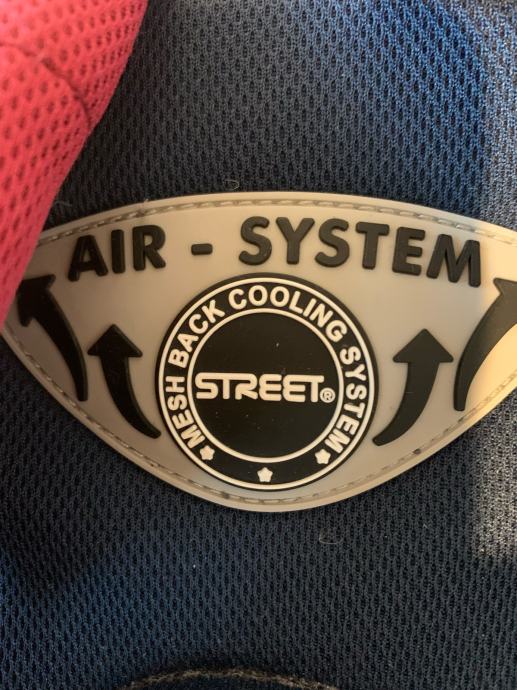 AIR - SYSTEM
MESH BACK COOLING SYSTEM
STREET®